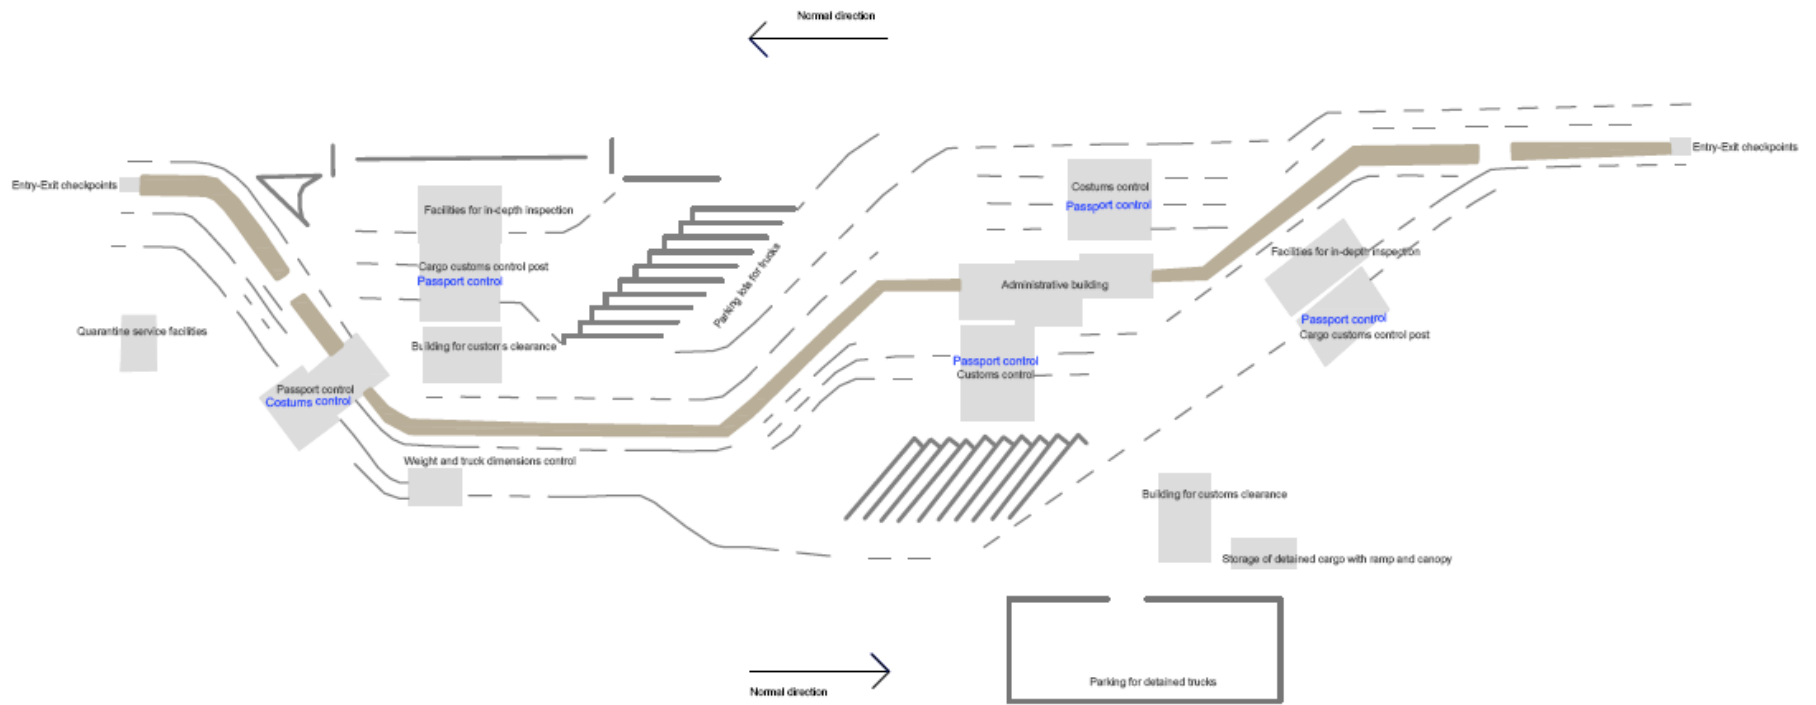 Normal direction
Entry-Exit checkpoints
Entry-Exit checkpoints
Facilities for in-depth inspection
Cargo customs control post
Passport control
Building for customs clearance
Parking lots for trucks
Costums control
Passport control
Administrative building
Facilities for in-depth inspection
Passport control
Cargo customs control post
Quarantine service facilities
Passport control
Costums control
Passport control
Customs control
Weight and truck dimensions control
Building for customs clearance
Storage of detained cargo with ramp and canopy
Parking for detained trucks
Normal direction